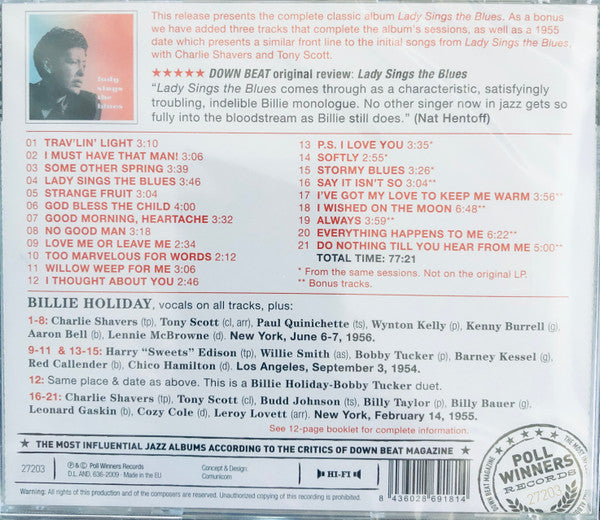 This release presents the complete classic album Lady Sings the Blues. As a bonus
we have added three tracks that complete the album's sessions, as well as a 1955
date which presents a similar front line to the initial songs from Lady Sings the Blues,
with Charlie Shavers and Tony Scott.
lady
sings
the
blues
★★★★★ DOWN BEAT original review: Lady Sings the Blues
"Lady Sings the Blues comes through as a characteristic, satisfyingly
troubling, indelible Billie monologue. No other singer now in jazz gets so
fully into the bloodstream as Billie still does." (Nat Hentoff)
01 TRAV'LIN' LIGHT 3:10
02 I MUST HAVE THAT MAN! 3:06
03 SOME OTHER SPRING 3:39
04 LADY SINGS THE BLUES 3:46
05 STRANGE FRUIT 3:04
06 GOD BLESS THE CHILD 4:00
07 GOOD MORNING, HEARTACHE 3:32
08 NO GOOD MAN 3:18
09 LOVE ME OR LEAVE ME 2:34
10 TOO MARVELOUS FOR WORDS 2:12
11 WILLOW WEEP FOR ME 3:06
12 I THOUGHT ABOUT YOU 2:46
13 P.S. I LOVE YOU 3:35*
14 SOFTLY 2:55*
15 STORMY BLUES 3:26*
16 SAY IT ISN'T SO 3:04**
17 I'VE GOT MY LOVE TO KEEP ME WARM 3:56**
18 I WISHED ON THE MOON 6:48**
19 ALWAYS 3:59**
20 EVERYTHING HAPPENS TO ME 6:22**
21 DO NOTHING TILL YOU HEAR FROM ME 5:00**
TOTAL TIME: 77:21
* From the same sessions. Not on the original LP.
** Bonus tracks.
BILLIE HOLIDAY, vocals on all tracks, plus:
1-8: Charlie Shavers (tp), Tony Scott (cl, arr), Paul Quinichette (ts), Wynton Kelly (p), Kenny Burrell (g),
Aaron Bell (b), Lennie McBrowne (d). New York, June 6-7, 1956.
9-11 & 13-15: Harry "Sweets" Edison (tp), Willie Smith (as), Bobby Tucker (p), Barney Kessel (g),
Red Callender (b), Chico Hamilton (d). Los Angeles, September 3, 1954.
12: Same place & date as above. This is a Billie Holiday-Bobby Tucker duet.
16-21: Charlie Shavers (tp), Tony Scott (cl), Budd Johnson (ts), Billy Taylor (p), Billy Bauer (g),
Leonard Gaskin (b), Cozy Cole (d), Leroy Lovett (arr). New York, February 14, 1955.
See 12-page booklet for complete information.
THE MOST INFLUENTIAL JAZZ ALBUMS ACCORDING TO THE CRITICS OF DOWN BEAT MAGAZINE
27203
℗ & © Poll Winners Records
D.L. 636-2009 · Made in the EU
Concept & Design:
Comunicom
HI-FI
Warning: All rights of this production and of the composers are reserved. Unauthorized copying of this recording is prohibited.
8 436028 691814
DOWN BEAT MAGAZINE
POLL
WINNERS
RECORDS
27203